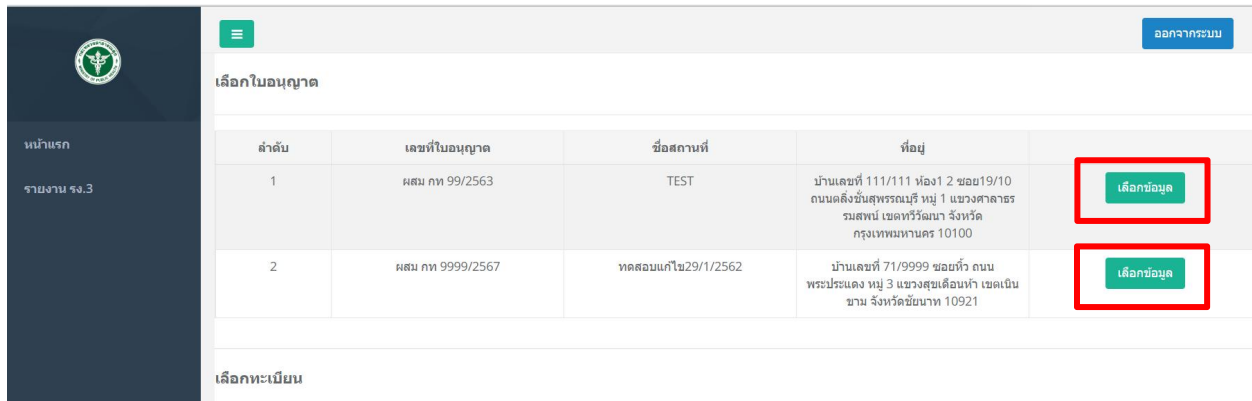 ออกจากระบบ
เลือกใบอนุญาต
หน้าแรก
รายงาน รง.3
ลำดับ เลขที่ใบอนุญาต ชื่อสถานที่ ที่อยู่
1 ผสม กท 99/2563 TEST บ้านเลขที่ 111/111 ห้อง1 2 ซอย19/10
ถนนตลิ่งชั่นสุพรรณบุรี หมู่ 1 แขวงศาลาธร
รมสพน์ เขตทวีวัฒนา จังหวัด
กรุงเทพมหานคร 10100
เลือกข้อมูล
2 ผสม กท 9999/2567 ทดสอบแก้ไข29/1/2562 บ้านเลขที่ 71/9999 ซอยหิ้ว ถนน
พระประแดง หมู่ 3 แขวงสุขเดือนห้า เขตเนิน
ขาม จังหวัดชัยนาท 10921
เลือกข้อมูล
เลือกทะเบียน